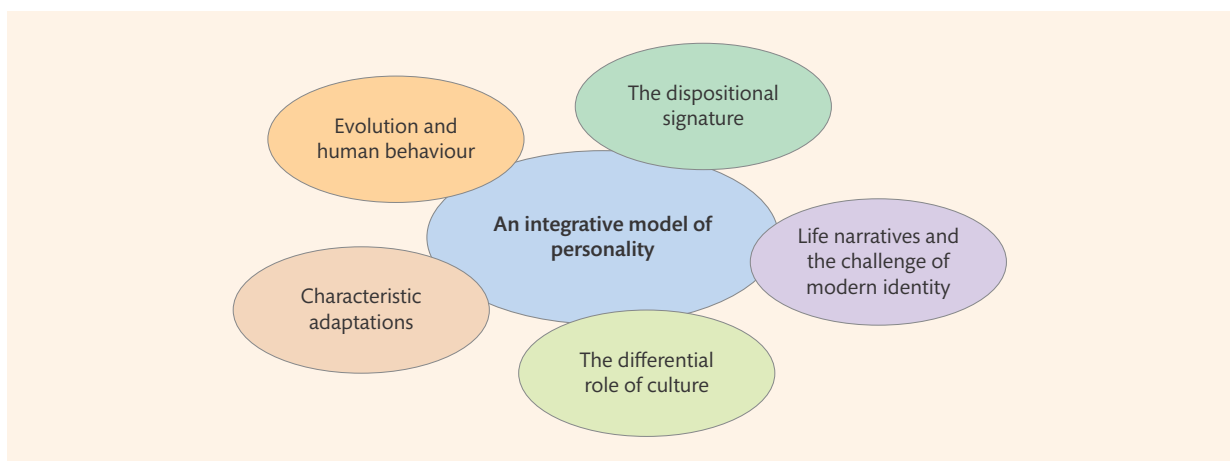 The dispositional
signature
Evolution and
human behaviour
An integrative model of
personality
Life narratives and
the challenge of
modern identity
Characteristic
adaptations
The differential
role of culture